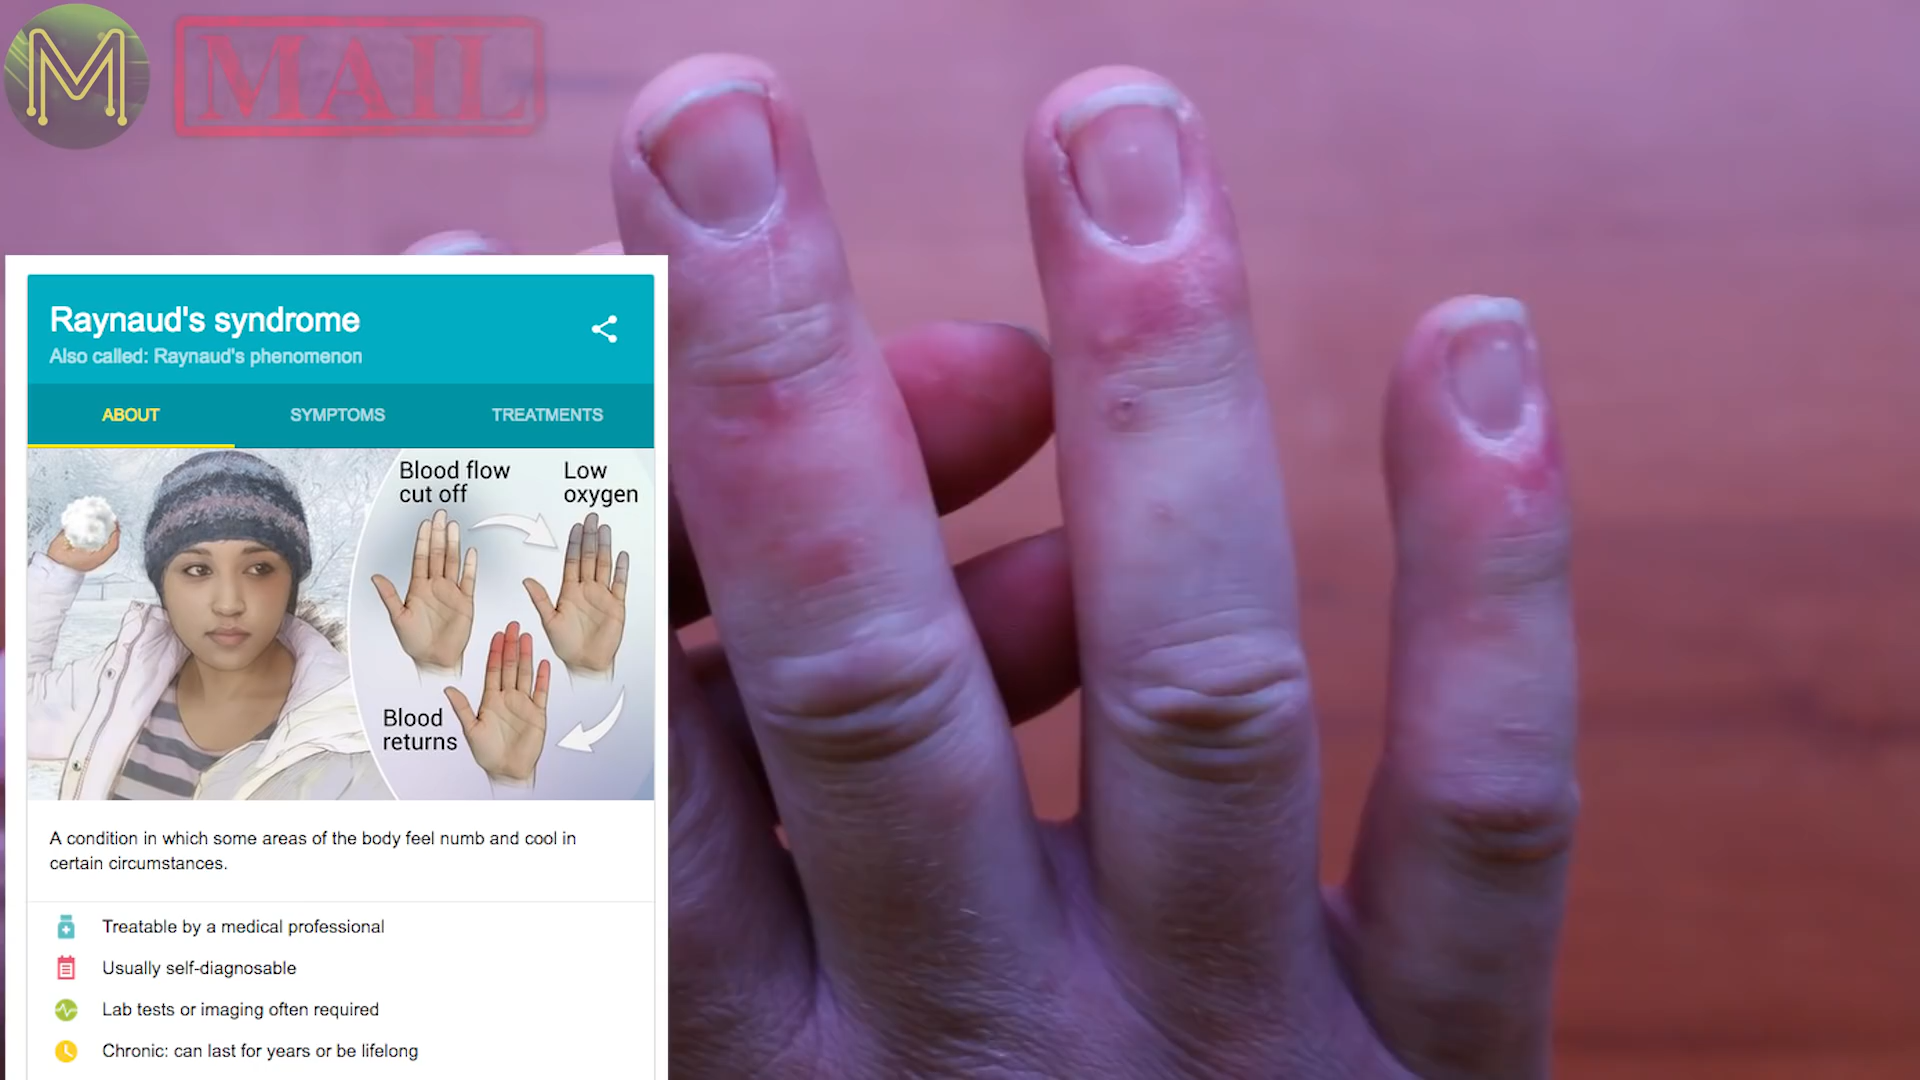 M
MAIL
Raynaud's syndrome
Also called: Raynaud's phenomenon
ABOUT SYMPTOMS TREATMENTS
Blood flow
cut off
Low
oxygen
Blood
returns
A condition in which some areas of the body feel numb and cool in
certain circumstances.
Treatable by a medical professional
Usually self-diagnosable
Lab tests or imaging often required
Chronic: can last for years or be lifelong